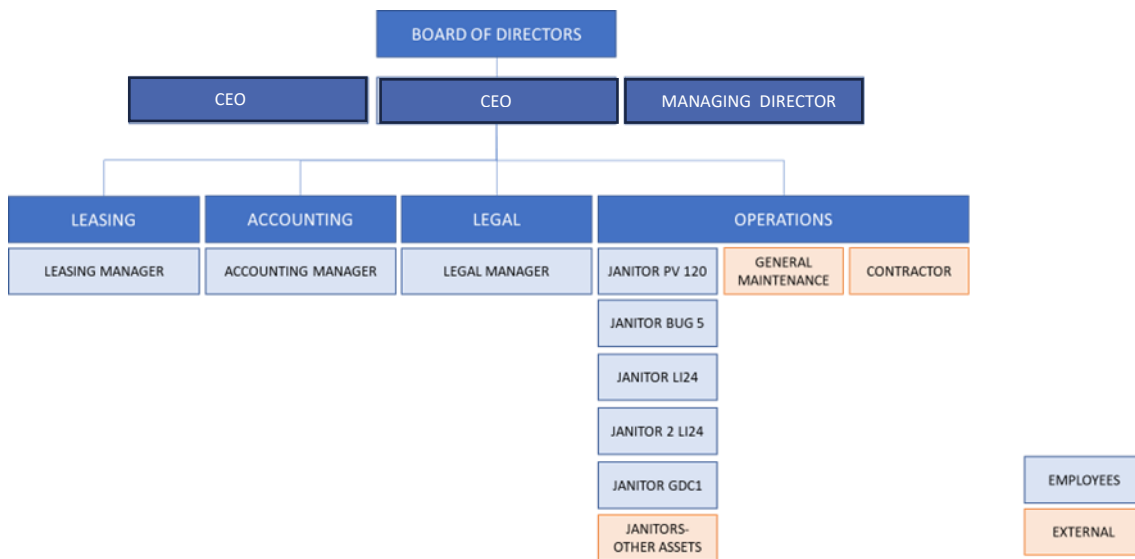 BOARD OF DIRECTORS
CEO
CEO
MANAGING DIRECTOR
LEASING
ACCOUNTING
LEGAL
OPERATIONS
LEASING MANAGER
ACCOUNTING MANAGER
LEGAL MANAGER
JANITOR PV 120
GENERAL
MAINTENANCE
CONTRACTOR
JANITOR BUG 5
JANITOR LI24
JANITOR 2 LI24
JANITOR GDC1
JANITORS-
OTHER ASSETS
EMPLOYEES
EXTERNAL